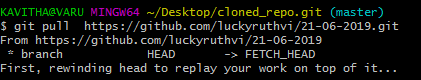 KAVITHA@VARU MINGW64 ~/Desktop/cloned_repo.git (master)
$ git pull  https://github.com/luckyruthvi/21-06-2019.git
From https://github.com/luckyruthvi/21-06-2019
 * branch            HEAD       -> FETCH_HEAD
First, rewinding head to replay your work on top of it...